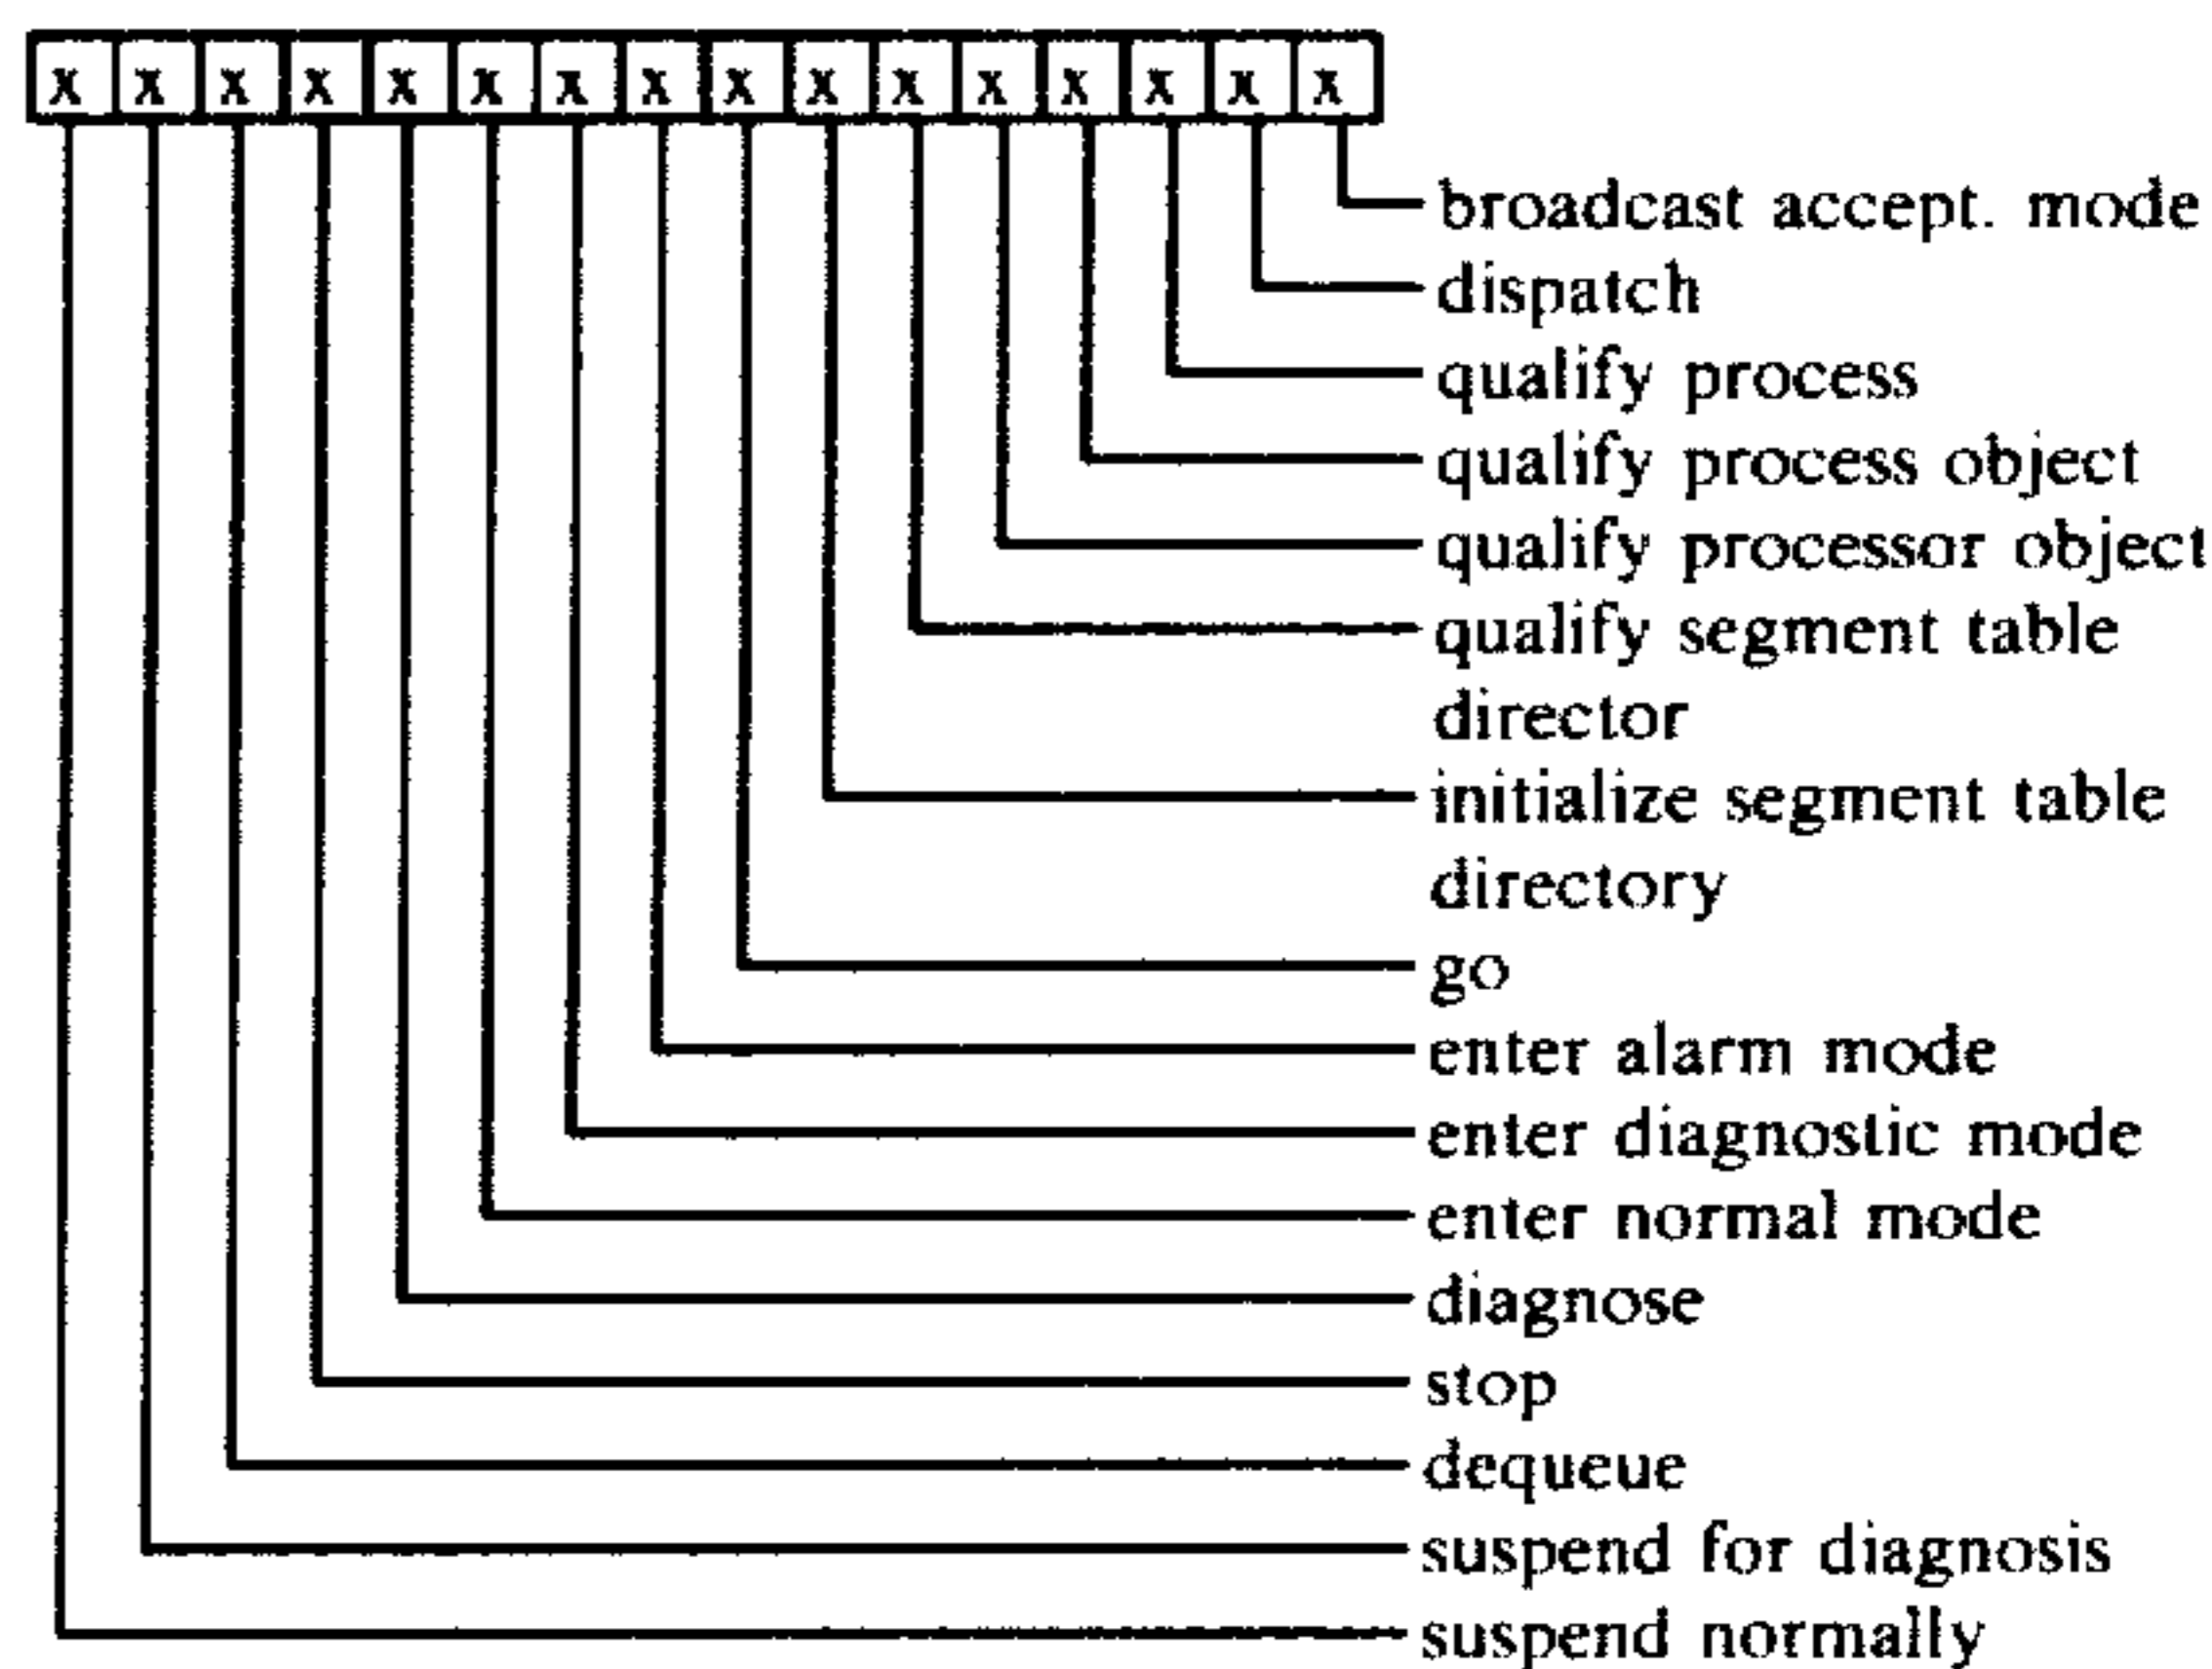 x x x x x x x x x x x x x x x x
broadcast accept. mode
dispatch
qualify process
qualify process object
qualify processor object
qualify segment table
director
initialize segment table
directory
go
enter alarm mode
enter diagnostic mode
enter normal mode
diagnose
stop
dequeue
suspend for diagnosis
suspend normally